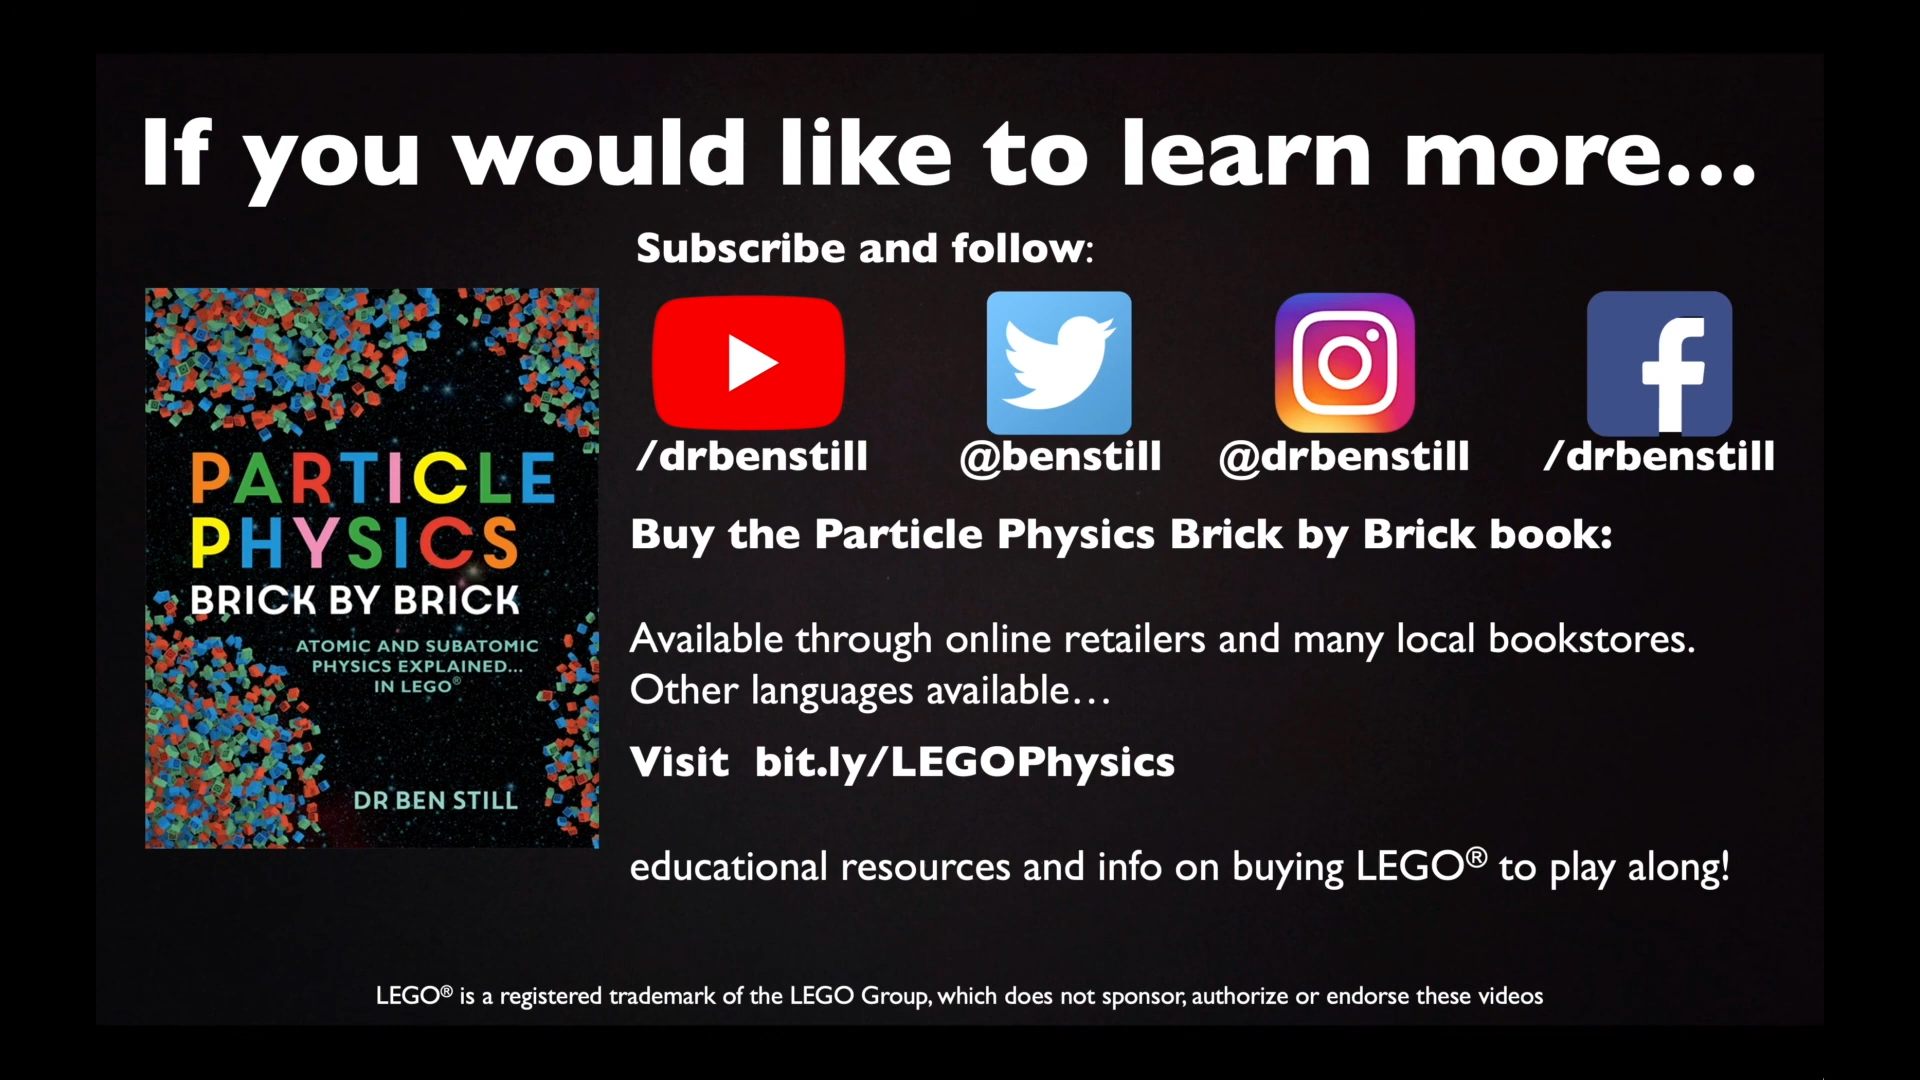 If you would like to learn more...
Subscribe and follow:
/drbenstill @benstill @drbenstill /drbenstill
PARTICLE
PHYSICS
BRICK BY BRICK
ATOMIC AND SUBATOMIC
PHYSICS EXPLAINED...
IN LEGO®
DR BEN STILL
Buy the Particle Physics Brick by Brick book:
Available through online retailers and many local bookstores.
Other languages available...
Visit bit.ly/LEGOPhysics
educational resources and info on buying LEGO® to play along!
LEGO® is a registered trademark of the LEGO Group, which does not sponsor, authorize or endorse these videos